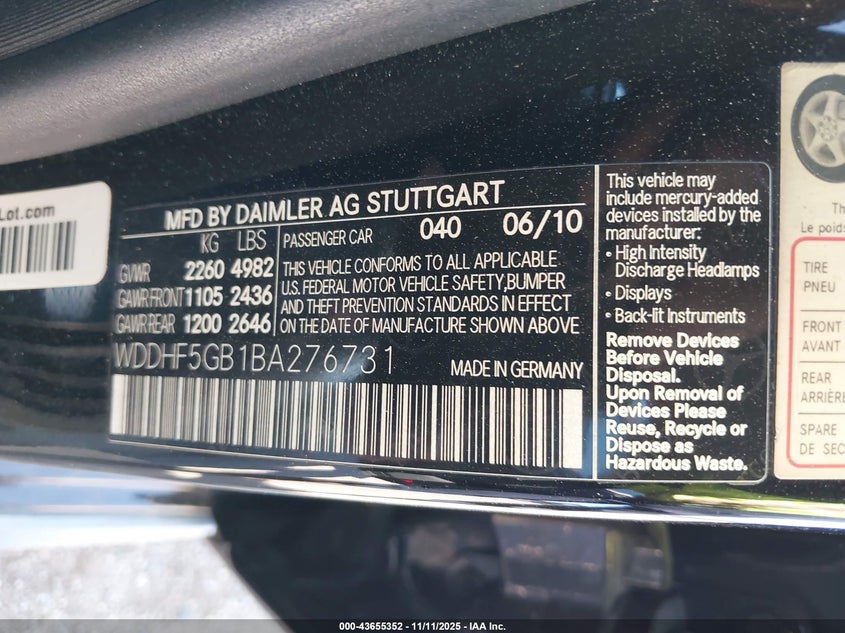 Lot.com
MFD BY DAIMLER AG STUTTGART
KG LBS
GVWR 2260 4982
GAWR FRONT 1105 2436
GAWR REAR 1200 2646
PASSENGER CAR 040 06/10
THIS VEHICLE CONFORMS TO ALL APPLICABLE
U.S. FEDERAL MOTOR VEHICLE SAFETY,BUMPER
AND THEFT PREVENTION STANDARDS IN EFFECT
ON THE DATE OF MANUFACTURE SHOWN ABOVE
WDDHF5GB1BA276731
MADE IN GERMANY
This vehicle may
include mercury-added
devices installed by the
manufacturer:
• High Intensity
Discharge Headlamps
• Displays
• Back-lit Instruments
Remove Devices
Before Vehicle
Disposal.
Upon Removal of
Devices Please
Reuse, Recycle or
Dispose as
Hazardous Waste.
Th
Le poids
TIRE
PNEU
FRONT
AVANT
REAR
ARRIÈRE
SPARE
DE SEC
000-43655352 | 11/11/2025 - IAA Inc.